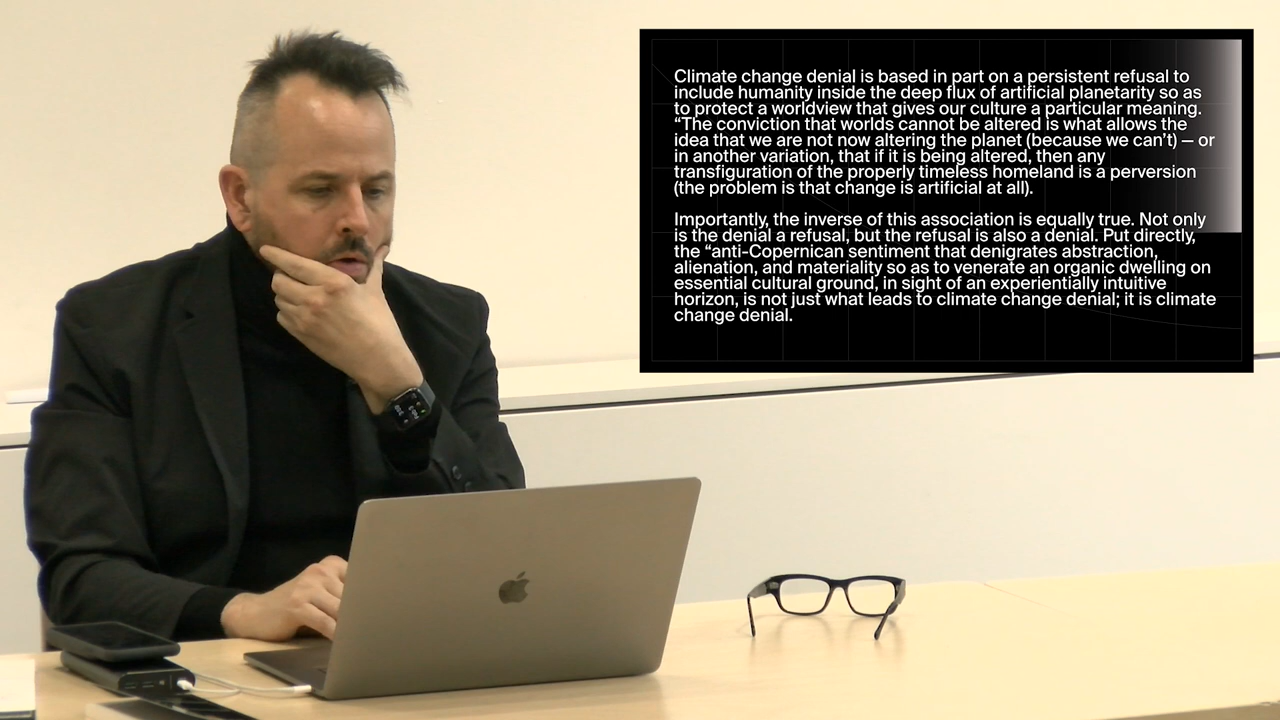 Climate change denial is based in part on a persistent refusal to
include humanity inside the deep flux of artificial planetarity so as
to protect a worldview that gives our culture a particular meaning.
“The conviction that worlds cannot be altered is what allows the
idea that we are not now altering the planet (because we can’t) — or
in another variation, that if it is being altered, then any
transfiguration of the properly timeless homeland is a perversion
(the problem is that change is artificial at all).
Importantly, the inverse of this association is equally true. Not only
is the denial a refusal, but the refusal is also a denial. Put directly,
the “anti-Copernican sentiment that denigrates abstraction,
alienation, and materiality so as to venerate an organic dwelling on
essential cultural ground, in sight of an experientially intuitive
horizon, is not just what leads to climate change denial; it is climate
change denial.